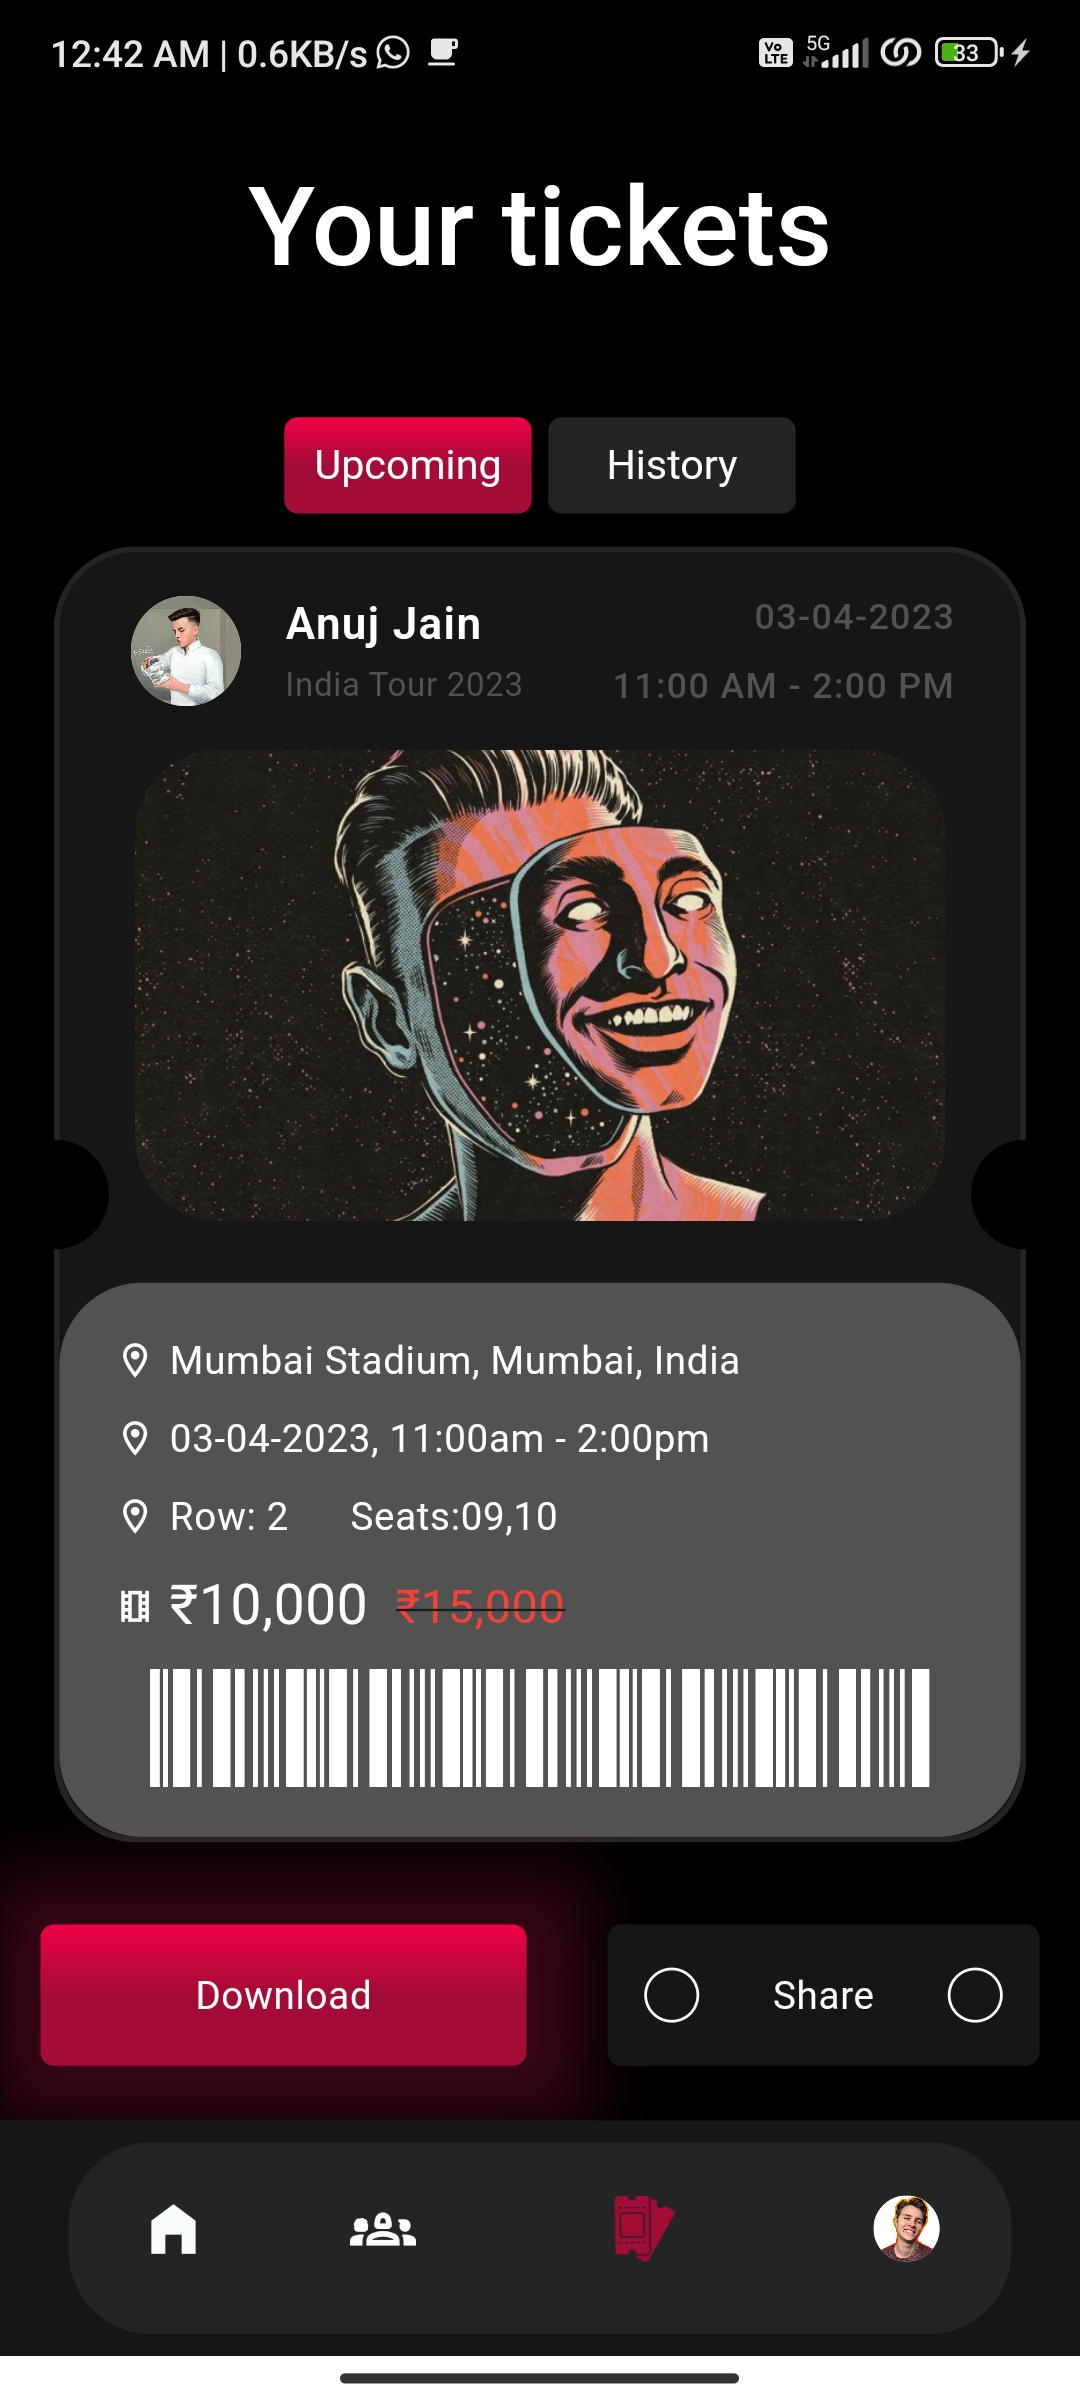 12:42 AM | 0.6KB/s
Vo LTE 5G 33
Your tickets
Upcoming History
Anuj Jain 03-04-2023
India Tour 2023 11:00 AM - 2:00 PM
Mumbai Stadium, Mumbai, India
03-04-2023, 11:00am - 2:00pm
Row: 2 Seats:09,10
₹10,000 ₹15,000
Download Share